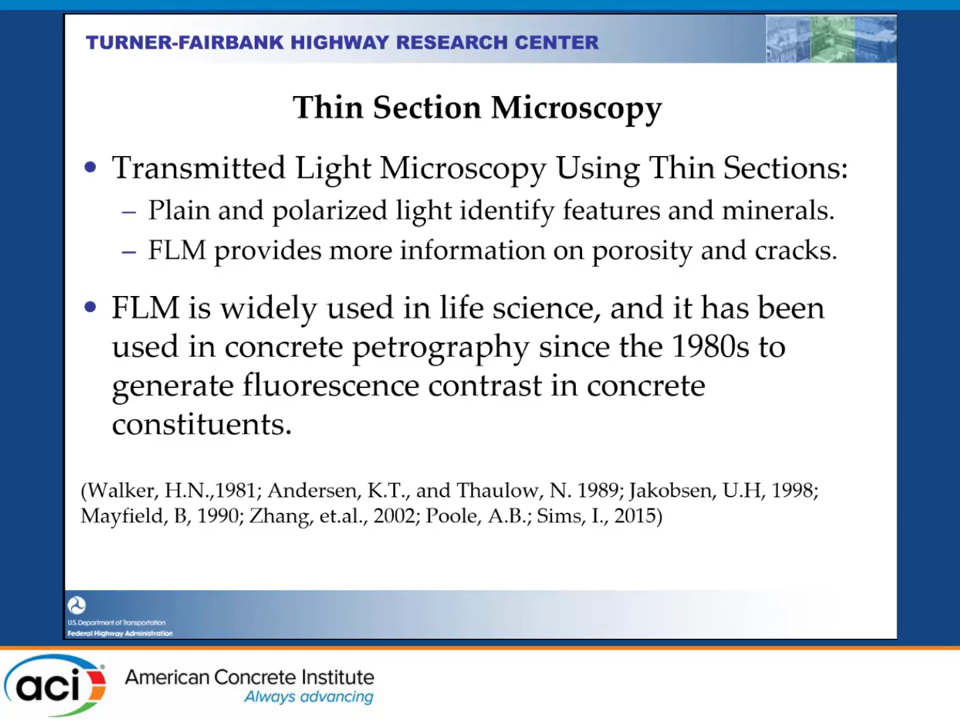 TURNER-FAIRBANK HIGHWAY RESEARCH CENTER
Thin Section Microscopy
• Transmitted Light Microscopy Using Thin Sections:
– Plain and polarized light identify features and minerals.
– FLM provides more information on porosity and cracks.
• FLM is widely used in life science, and it has been
used in concrete petrography since the 1980s to
generate fluorescence contrast in concrete
constituents.
(Walker, H.N.,1981; Andersen, K.T., and Thaulow, N. 1989; Jakobsen, U.H, 1998;
Mayfield, B, 1990; Zhang, et.al., 2002; Poole, A.B.; Sims, I., 2015)
U.S. Department of Transportation
Federal Highway Administration
aci
American Concrete Institute
Always advancing